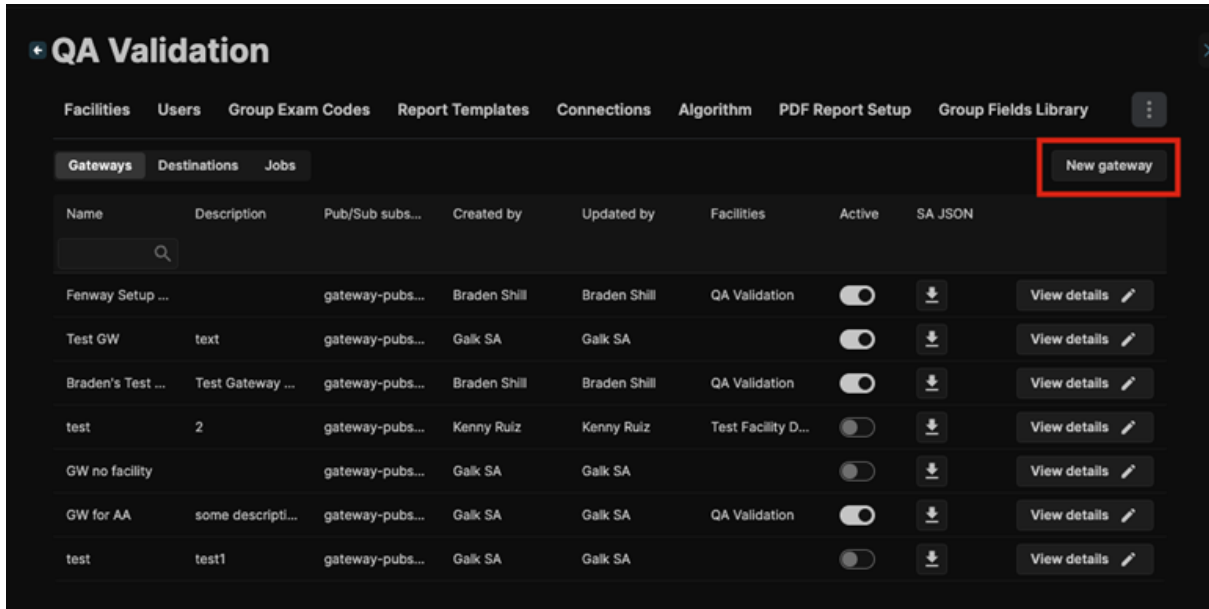 QA Validation
Facilities Users Group Exam Codes Report Templates Connections Algorithm PDF Report Setup Group Fields Library
Gateways Destinations Jobs New gateway
Name Description Pub/Sub subs... Created by Updated by Facilities Active SA JSON
Fenway Setup ... gateway-pubs... Braden Shill Braden Shill QA Validation View details
Test GW text gateway-pubs... Galk SA Galk SA View details
Braden's Test ... Test Gateway ... gateway-pubs... Braden Shill Braden Shill QA Validation View details
test 2 gateway-pubs... Kenny Ruiz Kenny Ruiz Test Facility D... View details
GW no facility gateway-pubs... Galk SA Galk SA View details
GW for AA some descripti... gateway-pubs... Galk SA Galk SA QA Validation View details
test test1 gateway-pubs... Galk SA Galk SA View details